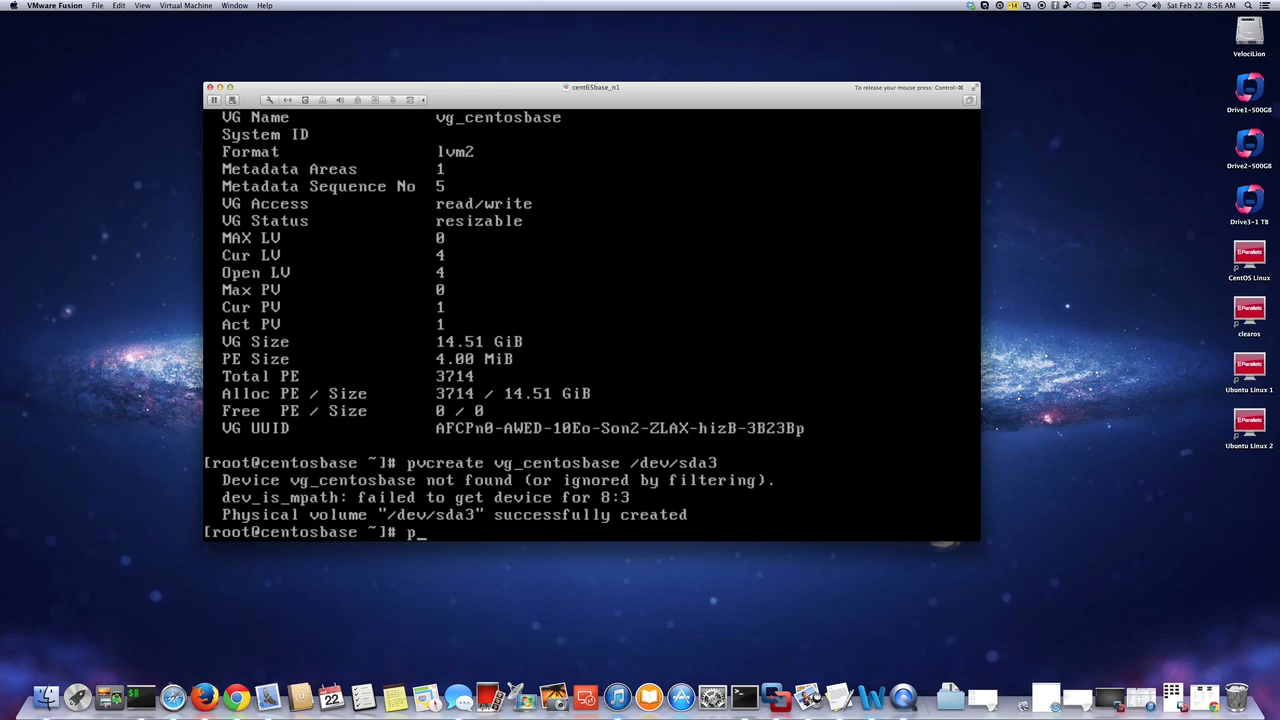 VMware Fusion File Edit View Virtual Machine Window Help
-14
Sat Feb 22 8:56 AM
cent65base_n1
To release your mouse press: Control-⌘
VG Name vg_centosbase
System ID
Format lvm2
Metadata Areas 1
Metadata Sequence No 5
VG Access read/write
VG Status resizable
MAX LV 0
Cur LV 4
Open LV 4
Max PV 0
Cur PV 1
Act PV 1
VG Size 14.51 GiB
PE Size 4.00 MiB
Total PE 3714
Alloc PE / Size 3714 / 14.51 GiB
Free PE / Size 0 / 0
VG UUID AFCPn0-AWED-10Eo-Son2-ZLAX-hizB-3B23Bp
[root@centosbase ~]# pvcreate vg_centosbase /dev/sda3
Device vg_centosbase not found (or ignored by filtering).
dev_is_mpath: failed to get device for 8:3
Physical volume "/dev/sda3" successfully created
[root@centosbase ~]# p_
VelociLion
Drive1-500GB
Drive2-500GB
Drive3-1 TB
|| Parallels
CentOS Linux
|| Parallels
clearos
|| Parallels
Ubuntu Linux 1
|| Parallels
Ubuntu Linux 2
22